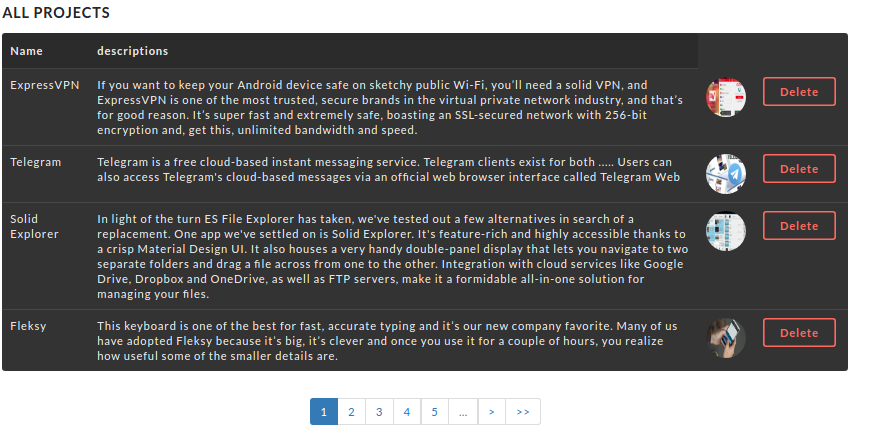 ALL PROJECTS
Name descriptions
ExpressVPN If you want to keep your Android device safe on sketchy public Wi-Fi, you’ll need a solid VPN, and
ExpressVPN is one of the most trusted, secure brands in the virtual private network industry, and that’s
for good reason. It’s super fast and extremely safe, boasting an SSL-secured network with 256-bit
encryption and, get this, unlimited bandwidth and speed.
Delete
Telegram Telegram is a free cloud-based instant messaging service. Telegram clients exist for both ..... Users can
also access Telegram's cloud-based messages via an official web browser interface called Telegram Web
Delete
Solid
Explorer
In light of the turn ES File Explorer has taken, we've tested out a few alternatives in search of a
replacement. One app we've settled on is Solid Explorer. It's feature-rich and highly accessible thanks to
a crisp Material Design UI. It also houses a very handy double-panel display that lets you navigate to two
separate folders and drag a file across from one to the other. Integration with cloud services like Google
Drive, Dropbox and OneDrive, as well as FTP servers, make it a formidable all-in-one solution for
managing your files.
Delete
Fleksy This keyboard is one of the best for fast, accurate typing and it’s our new company favorite. Many of us
have adopted Fleksy because it’s big, it’s clever and once you use it for a couple of hours, you realize
how useful some of the smaller details are.
Delete
1 2 3 4 5 ... > >>